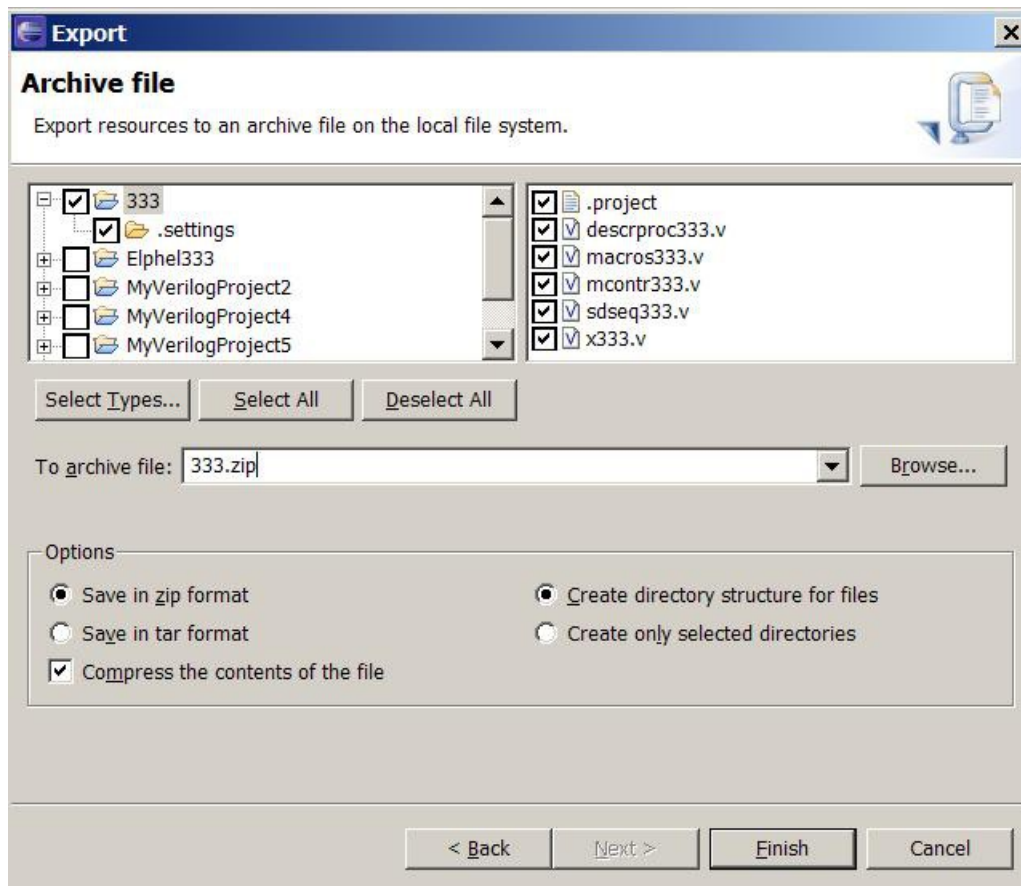 Export
Archive file
Export resources to an archive file on the local file system.
333
.settings
Elphel333
MyVerilogProject2
MyVerilogProject4
MyVerilogProject5
.project
descrproc333.v
macros333.v
mcontr333.v
sdseq333.v
x333.v
Select Types... Select All Deselect All
To archive file: 333.zip Browse...
Options
Save in zip format Create directory structure for files
Save in tar format Create only selected directories
Compress the contents of the file
< Back Next > Finish Cancel